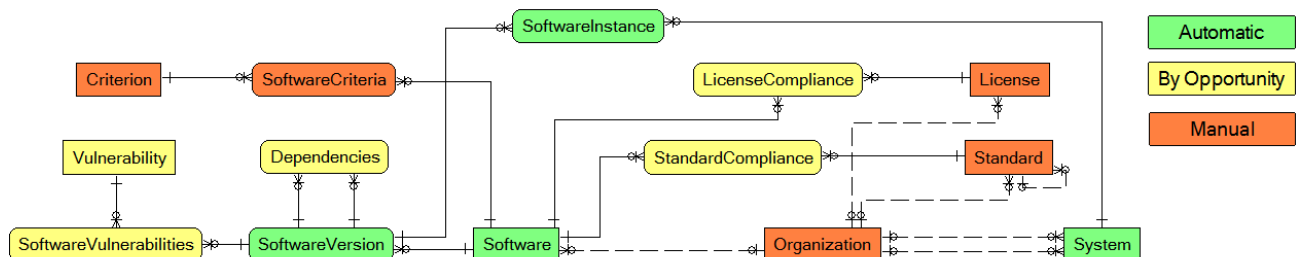 SoftwareInstance
Automatic
Criterion
SoftwareCriteria
LicenseCompliance
License
By Opportunity
Manual
Vulnerability
Dependencies
StandardCompliance
Standard
SoftwareVulnerabilities
SoftwareVersion
Software
Organization
System